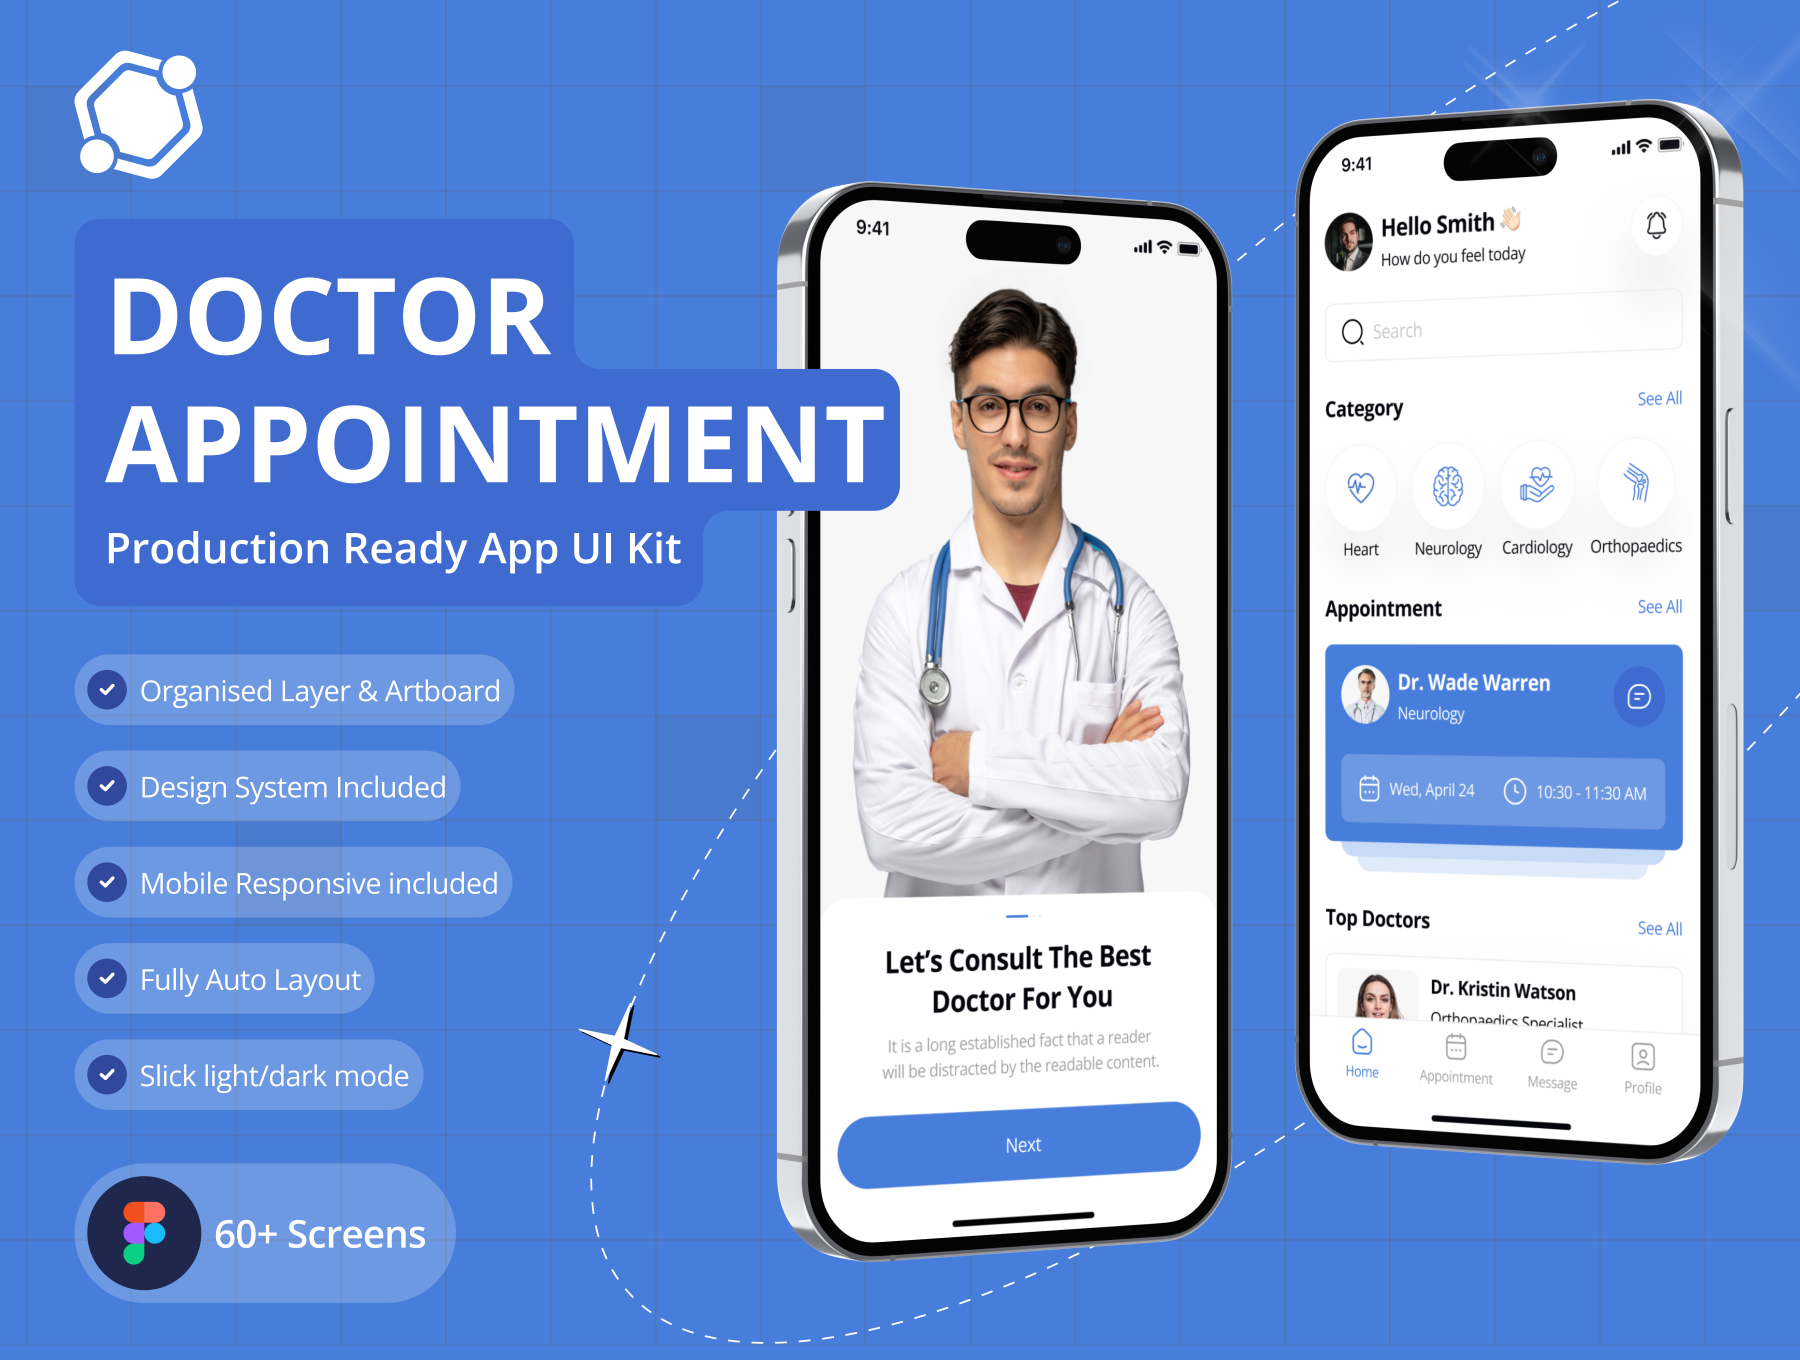 DOCTOR
APPOINTMENT
Production Ready App UI Kit
Organised Layer & Artboard
Design System Included
Mobile Responsive included
Fully Auto Layout
Slick light/dark mode
60+ Screens
9:41
Let's Consult The Best
Doctor For You
It is a long established fact that a reader
will be distracted by the readable content.
Next
9:41
Hello Smith 👋🏻
How do you feel today
Search
Category
See All
Heart
Neurology
Cardiology
Orthopaedics
Appointment
See All
Dr. Wade Warren
Neurology
Wed, April 24
10:30 - 11:30 AM
Top Doctors
See All
Dr. Kristin Watson
Orthopaedics Specialist
Home
Appointment
Message
Profile